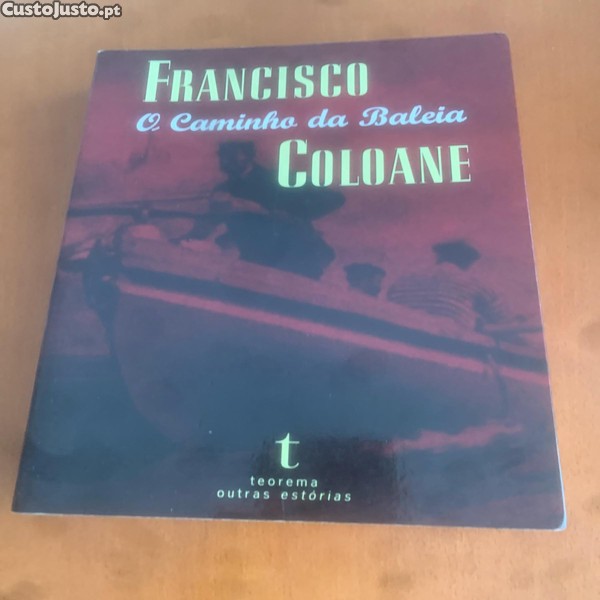 CustoJusto.pt
FRANCISCO
O Caminho da Baleia
COLOANE
t
teorema
outras estórias